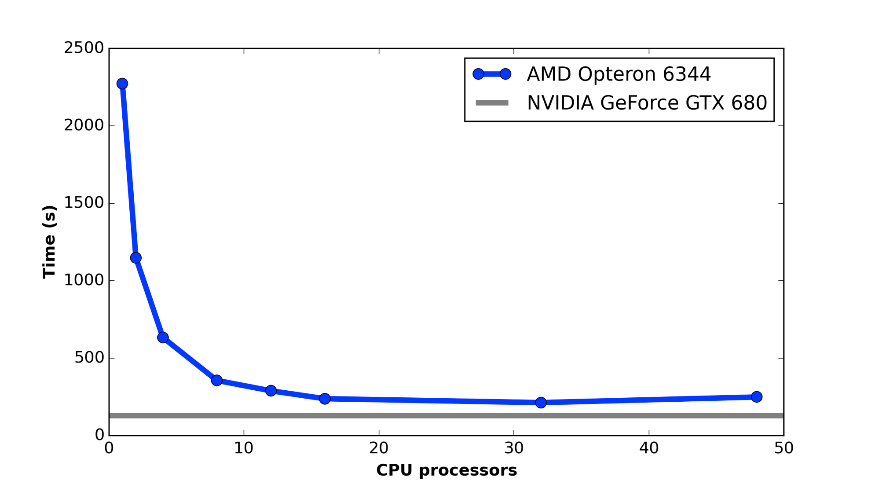 2500
2000
1500
1000
500
0
Time (s)
AMD Opteron 6344
NVIDIA GeForce GTX 680
0 10 20 30 40 50
CPU processors